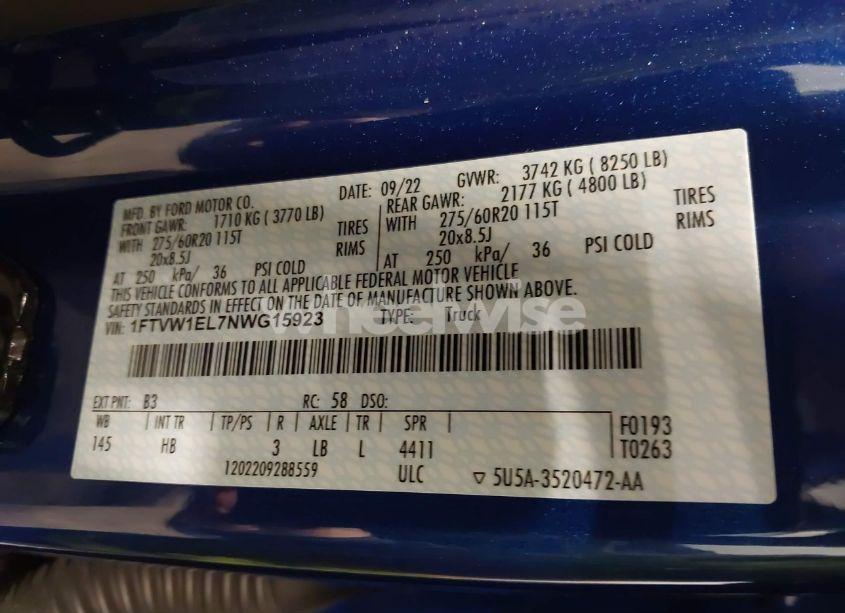 MFD. BY FORD MOTOR CO. DATE: 09/22 GVWR: 3742 KG ( 8250 LB)
FRONT GAWR: 1710 KG ( 3770 LB) REAR GAWR: 2177 KG ( 4800 LB)
WITH 275/60R20 115T TIRES WITH 275/60R20 115T TIRES
20x8.5J RIMS 20x8.5J RIMS
AT 250 kPa/ 36 PSI COLD AT 250 kPa/ 36 PSI COLD
THIS VEHICLE CONFORMS TO ALL APPLICABLE FEDERAL MOTOR VEHICLE
SAFETY STANDARDS IN EFFECT ON THE DATE OF MANUFACTURE SHOWN ABOVE.
VIN: 1FTVW1EL7NWG15923 TYPE: Truck
wheelwise
EXT PNT: B3 RC: 58 DSO:
WB INT TR TP/PS R AXLE TR SPR F0193
145 HB 3 LB L 4411 T0263
1202209288559 ULC ▽ 5U5A-3520472-AA